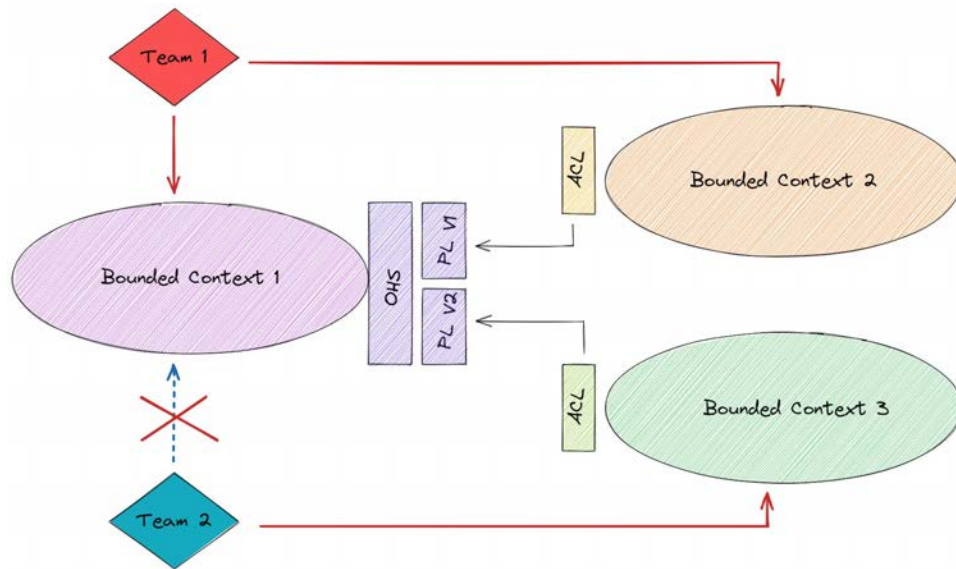 Team 1
ACL
Bounded Context 2
OHS
PL V1
Bounded Context 1
PL V2
ACL
Bounded Context 3
Team 2